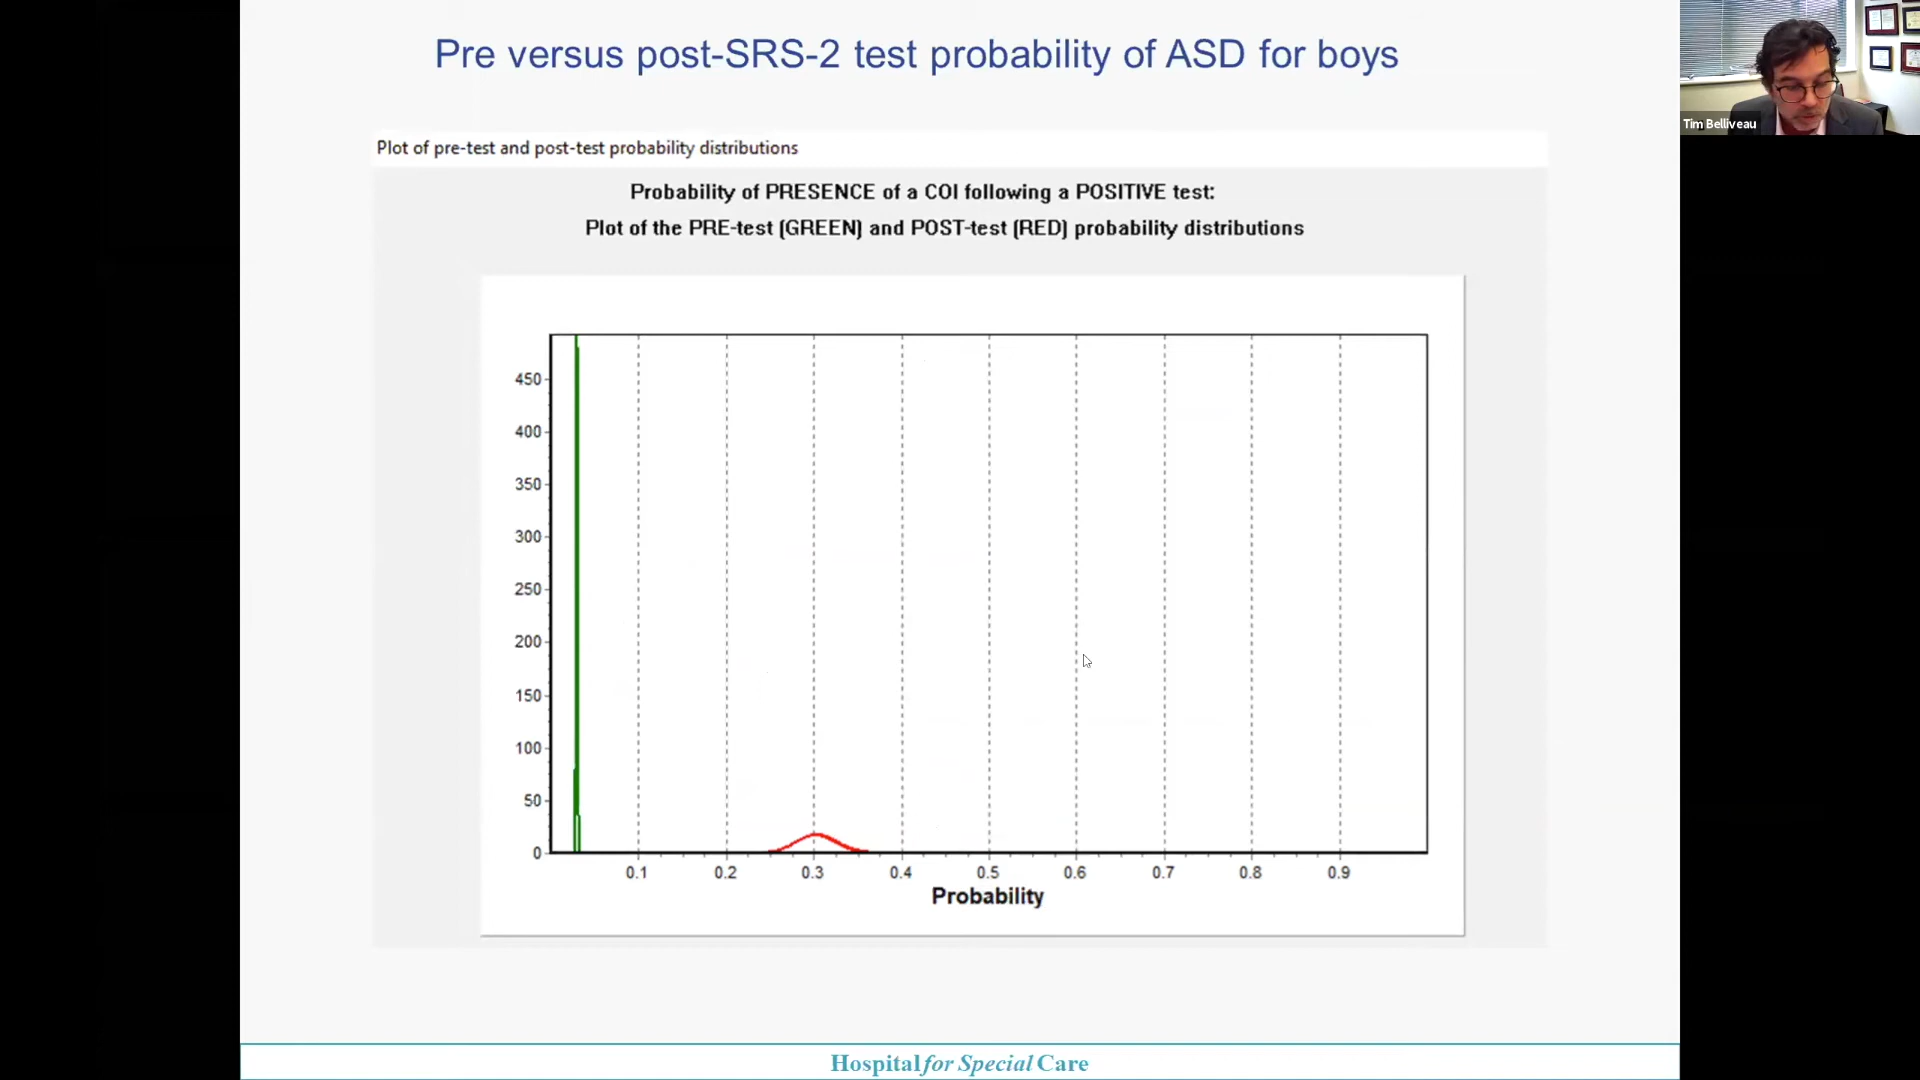 Pre versus post-SRS-2 test probability of ASD for boys
Tim Belliveau
Plot of pre-test and post-test probability distributions
Probability of PRESENCE of a COI following a POSITIVE test:
Plot of the PRE-test (GREEN) and POST-test (RED) probability distributions
450
400
350
300
250
200
150
100
50
0
0.1 0.2 0.3 0.4 0.5 0.6 0.7 0.8 0.9
Probability
Hospital for Special Care